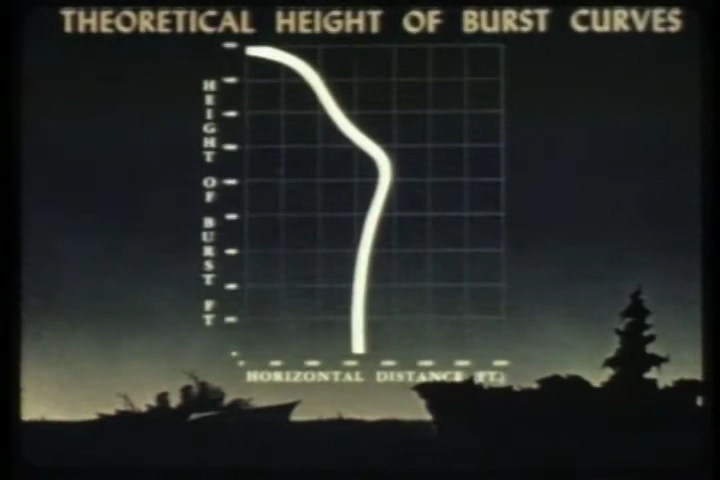 THEORETICAL HEIGHT OF BURST CURVES
HEIGHT OF BURST FT
HORIZONTAL DISTANCE (FT.)